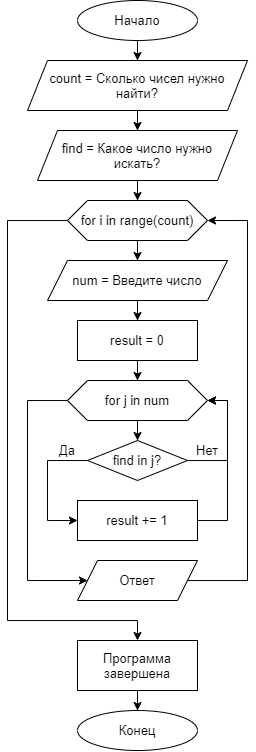 Начало
count = Сколько чисел нужно
найти?
find = Какое число нужно
искать?
for i in range(count)
num = Введите число
result = 0
for j in num
Да
find in j?
Нет
result += 1
Ответ
Программа
завершена
Конец